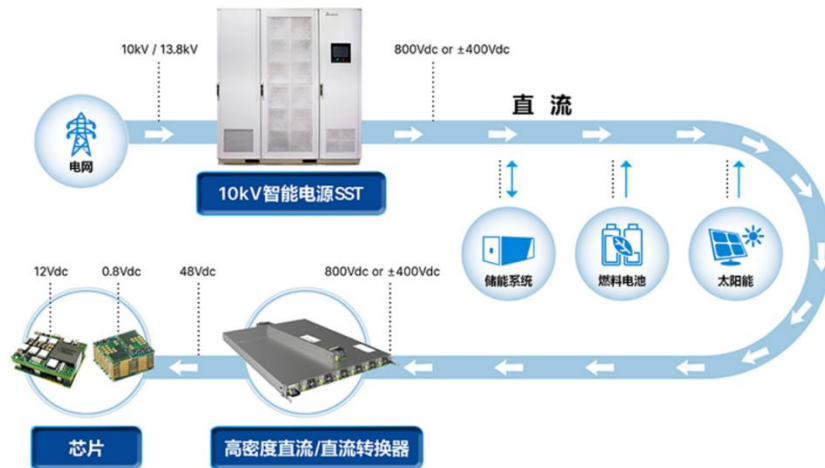 10kV / 13.8kV
800Vdc or ±400Vdc
直流
电网
10kV智能电源SST
储能系统
燃料电池
太阳能
12Vdc
0.8Vdc
48Vdc
800Vdc or ±400Vdc
芯片
高密度直流/直流转换器